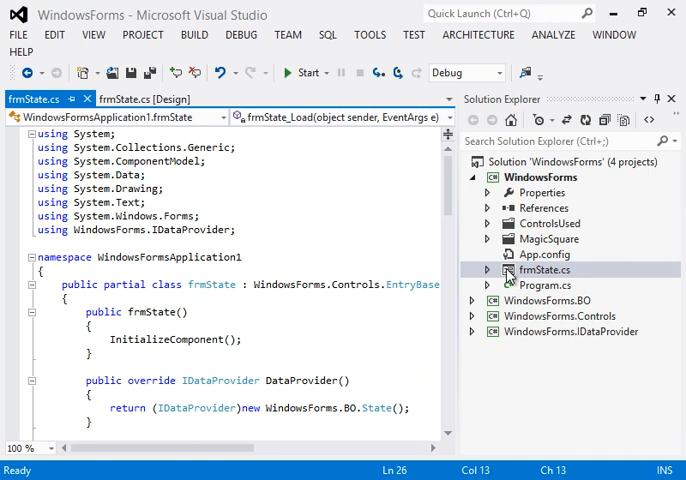 WindowsForms - Microsoft Visual Studio
Quick Launch (Ctrl+Q)
FILE EDIT VIEW PROJECT BUILD DEBUG TEAM SQL TOOLS TEST ARCHITECTURE ANALYZE WINDOW
HELP
Start Debug
frmState.cs frmState.cs [Design]
WindowsFormsApplication1.frmState frmState_Load(object sender, EventArgs e)
using System;
using System.Collections.Generic;
using System.ComponentModel;
using System.Data;
using System.Drawing;
using System.Text;
using System.Windows.Forms;
using WindowsForms.IDataProvider;
namespace WindowsFormsApplication1
{
public partial class frmState : WindowsForms.Controls.EntryBase
{
public frmState()
{
InitializeComponent();
}
public override IDataProvider DataProvider()
{
return (IDataProvider)new WindowsForms.BO.State();
}
100 %
Solution Explorer
Search Solution Explorer (Ctrl+;)
Solution 'WindowsForms' (4 projects)
C# WindowsForms
Properties
References
ControlsUsed
MagicSquare
App.config
frmState.cs
Program.cs
C# WindowsForms.BO
C# WindowsForms.Controls
C# WindowsForms.IDataProvider
Ready Ln 26 Col 13 Ch 13 INS